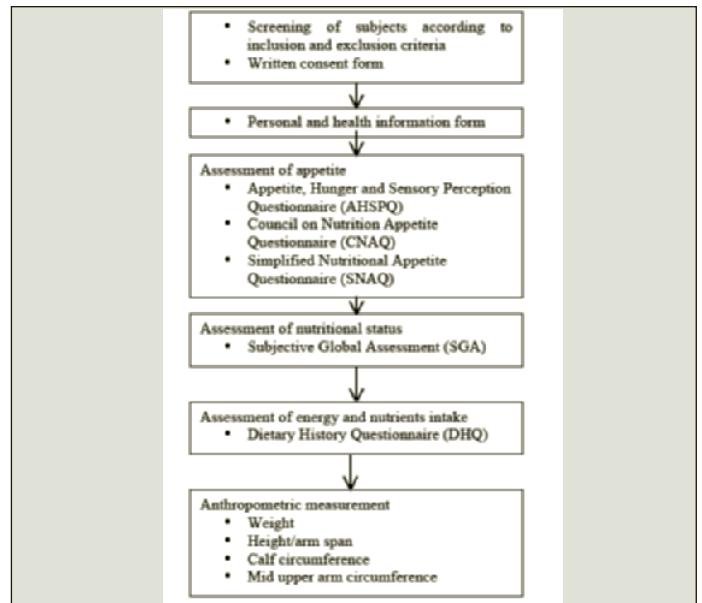 • Screening of subjects according to
inclusion and exclusion criteria
• Written consent form
• Personal and health information form
Assessment of appetite
• Appetite, Hunger and Sensory Perception
Questionnaire (AHSPQ)
• Council on Nutrition Appetite
Questionnaire (CNAQ)
• Simplified Nutritional Appetite
Questionnaire (SNAQ)
Assessment of nutritional status
• Subjective Global Assessment (SGA)
Assessment of energy and nutrients intake
• Dietary History Questionnaire (DHQ)
Anthropometric measurement
• Weight
• Height/arm span
• Calf circumference
• Mid upper arm circumference